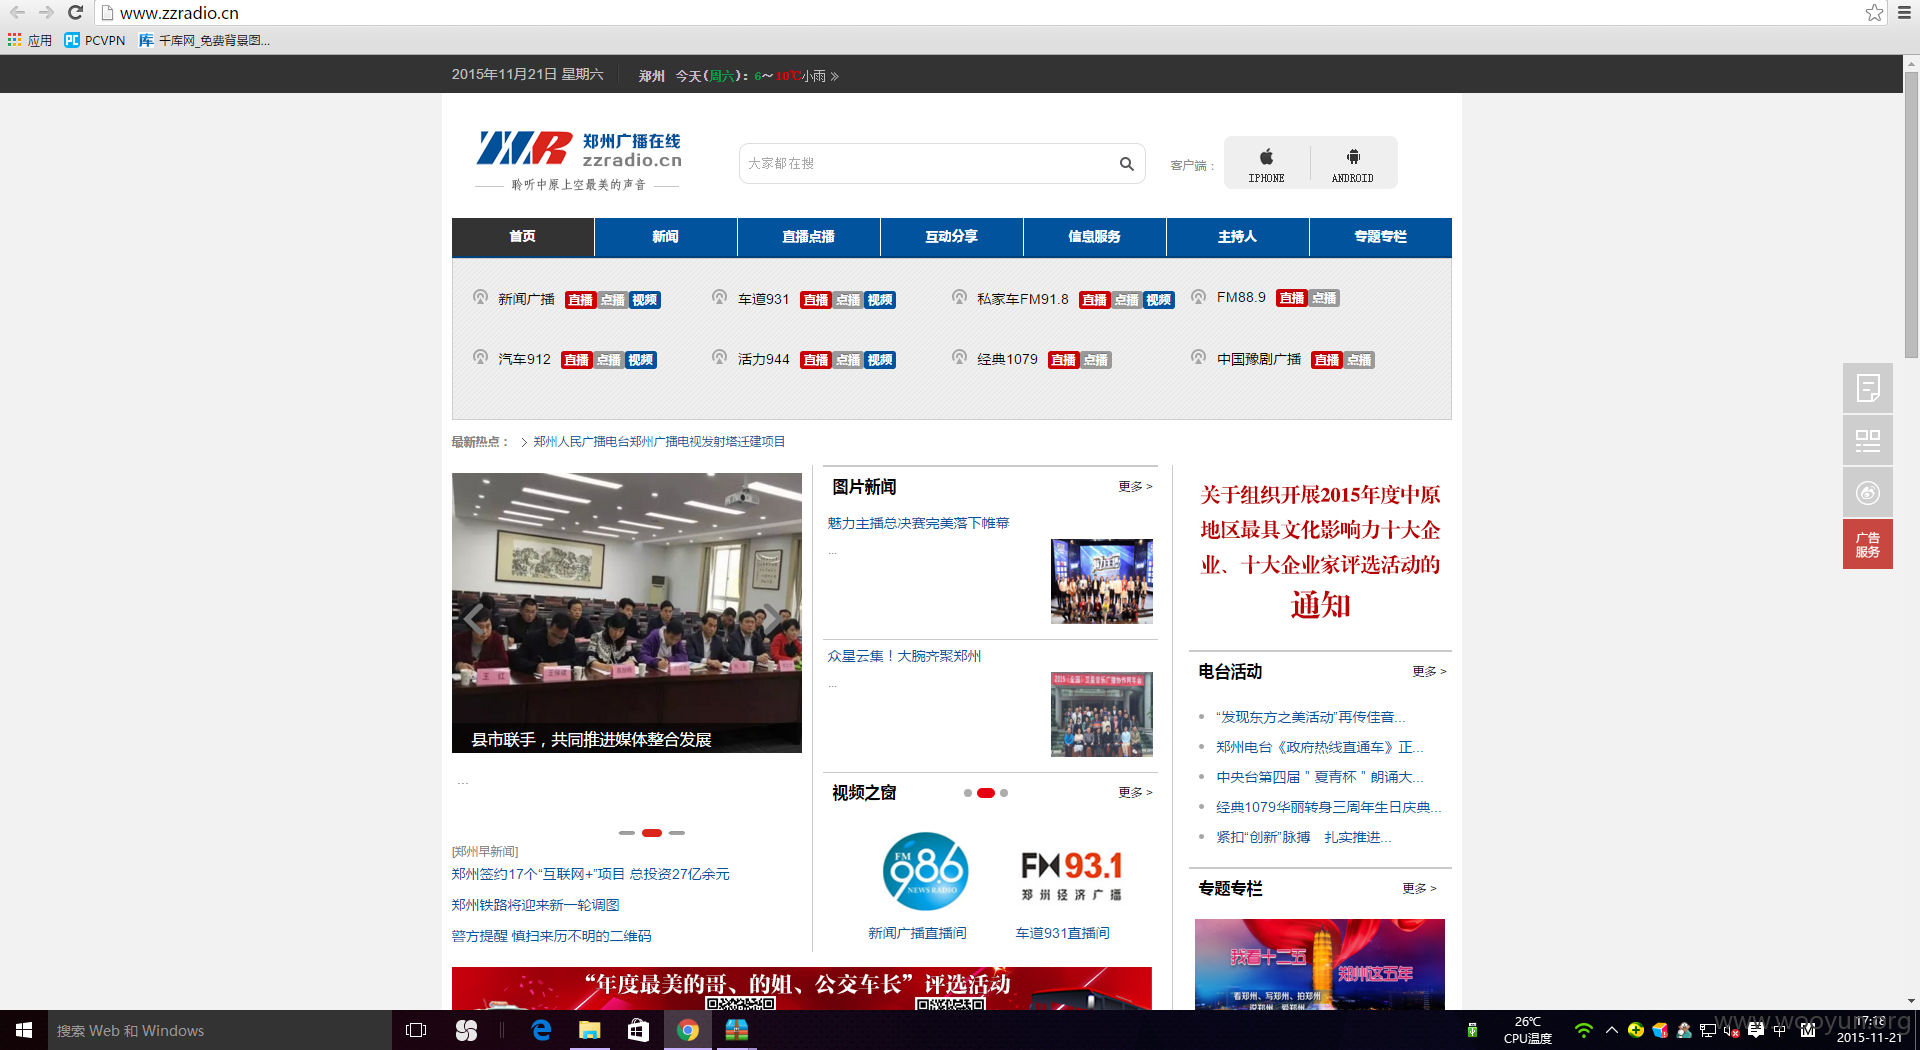 www.zzradio.cn
应用 PCVPN 千库网_免费背景图...
2015年11月21日 星期六 郑州 今天(周六)：6～10℃小雨
郑州广播在线
zzradio.cn
聆听中原上空最美的声音
大家都在搜
客户端：
IPHONE ANDROID
首页 新闻 直播点播 互动分享 信息服务 主持人 专题专栏
新闻广播 直播 点播 视频 车道931 直播 点播 视频 私家车FM91.8 直播 点播 视频 FM88.9 直播 点播
汽车912 直播 点播 视频 活力944 直播 点播 视频 经典1079 直播 点播 中国豫剧广播 直播 点播
最新热点： 郑州人民广播电台郑州广播电视发射塔迁建项目
县市联手，共同推进媒体整合发展
...
[郑州早新闻]
郑州签约17个“互联网+”项目 总投资27亿余元
郑州铁路将迎来新一轮调图
警方提醒 慎扫来历不明的二维码
图片新闻 更多 >
魅力主播总决赛完美落下帷幕
...
众星云集！大腕齐聚郑州
...
视频之窗 更多 >
FM
98.6
NEWS RADIO
FM 93.1
郑州经济广播
新闻广播直播间 车道931直播间
关于组织开展2015年度中原
地区最具文化影响力十大企
业、十大企业家评选活动的
通知
电台活动 更多 >
“发现东方之美活动”再传佳音...
郑州电台《政府热线直通车》正...
中央台第四届＂夏青杯＂朗诵大...
经典1079华丽转身三周年生日庆典...
紧扣“创新”脉搏 扎实推进...
专题专栏 更多 >
我看十二五
郑州这五年
看郑州、写郑州、拍郑州
说郑州、爱郑州
“年度最美的哥、的姐、公交车长”评选活动
广告
服务
搜索 Web 和 Windows
26℃
CPU温度
中
M
17:18
2015-11-21
www.wooyun.org